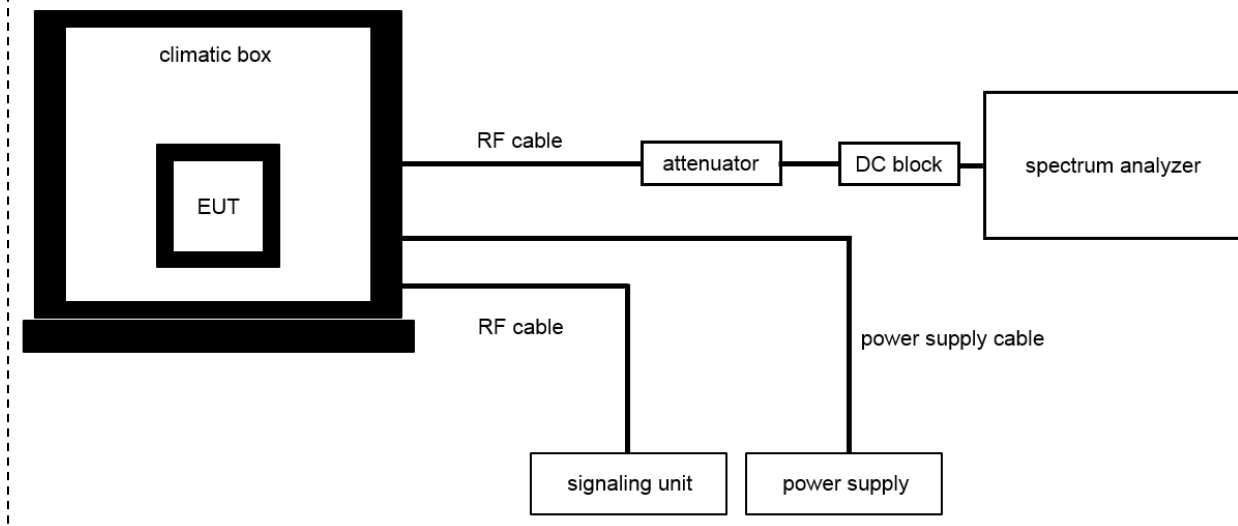 climatic box
EUT
RF cable
attenuator
DC block
spectrum analyzer
RF cable
power supply cable
signaling unit
power supply